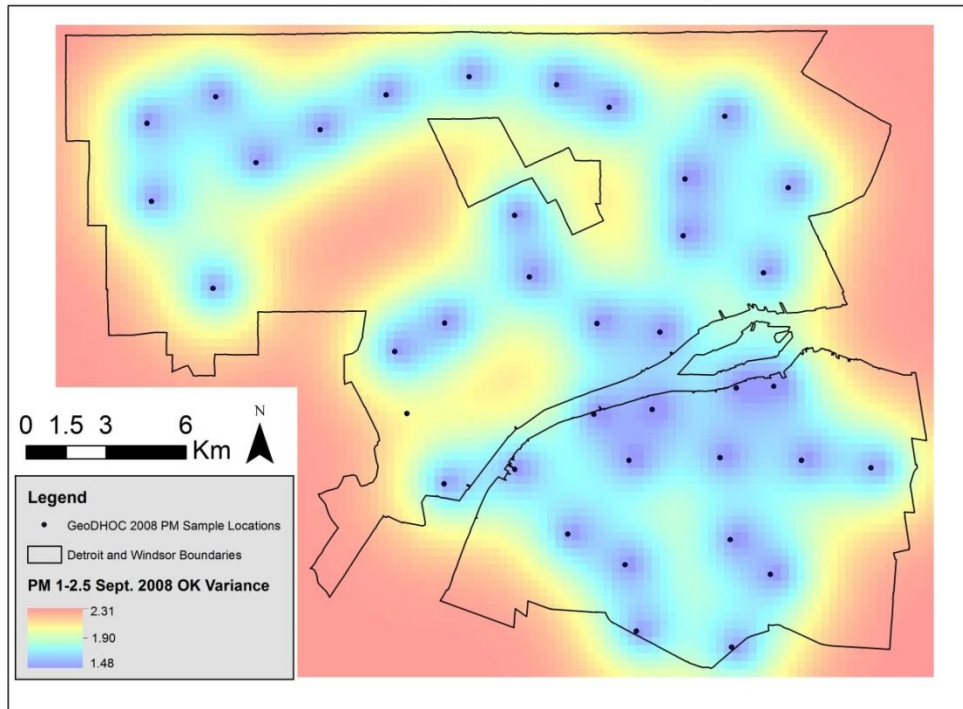 0 1.5 3 6
Km
N
Legend
GeoDHOC 2008 PM Sample Locations
Detroit and Windsor Boundaries
PM 1-2.5 Sept. 2008 OK Variance
2.31
1.90
1.48